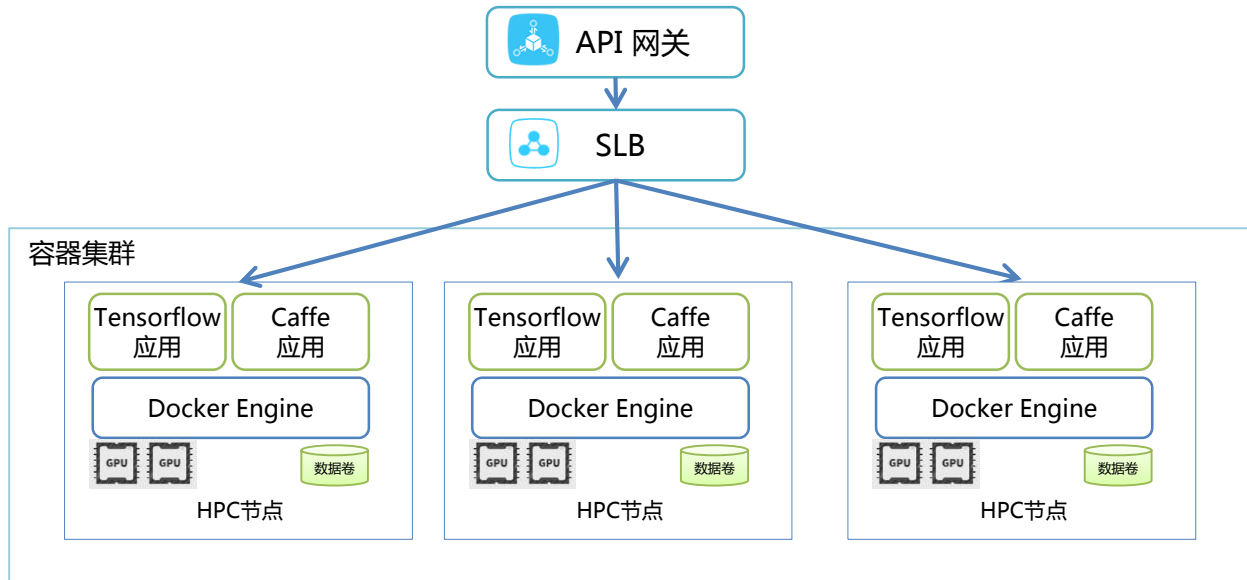 API 网关
SLB
容器集群
Tensorflow
应用
Caffe
应用
Docker Engine
GPU
GPU
数据卷
HPC节点
Tensorflow
应用
Caffe
应用
Docker Engine
GPU
GPU
数据卷
HPC节点
Tensorflow
应用
Caffe
应用
Docker Engine
GPU
GPU
数据卷
HPC节点